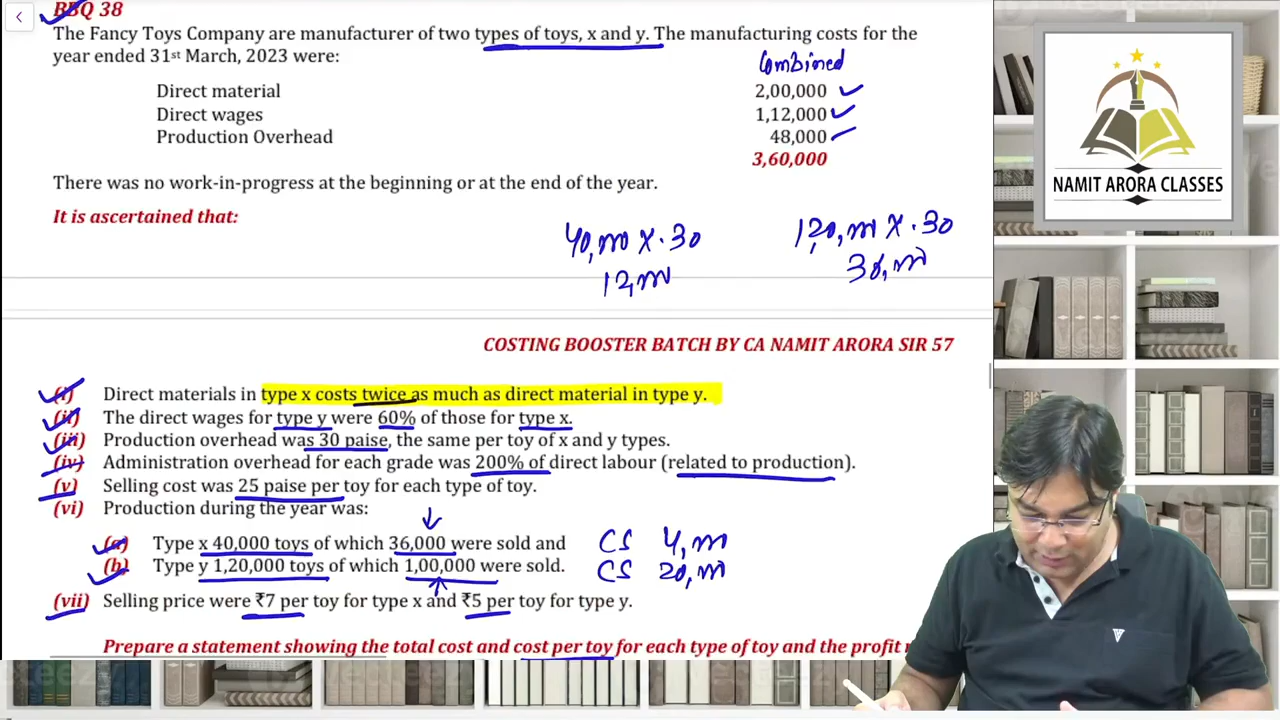 RBQ 38
The Fancy Toys Company are manufacturer of two types of toys, x and y. The manufacturing costs for the
year ended 31st March, 2023 were:
Combined
Direct material 2,00,000
Direct wages 1,12,000
Production Overhead 48,000
3,60,000
There was no work-in-progress at the beginning or at the end of the year.
It is ascertained that:
40,000 X .30 120,000 X .30
12,000 36,000
COSTING BOOSTER BATCH BY CA NAMIT ARORA SIR 57
(i) Direct materials in type x costs twice as much as direct material in type y.
(ii) The direct wages for type y were 60% of those for type x.
(iii) Production overhead was 30 paise, the same per toy of x and y types.
(iv) Administration overhead for each grade was 200% of direct labour (related to production).
(v) Selling cost was 25 paise per toy for each type of toy.
(vi) Production during the year was:
(a) Type x 40,000 toys of which 36,000 were sold and CS 4,000
(b) Type y 1,20,000 toys of which 1,00,000 were sold. CS 20,000
(vii) Selling price were ₹7 per toy for type x and ₹5 per toy for type y.
Prepare a statement showing the total cost and cost per toy for each type of toy and the profit
NAMIT ARORA CLASSES